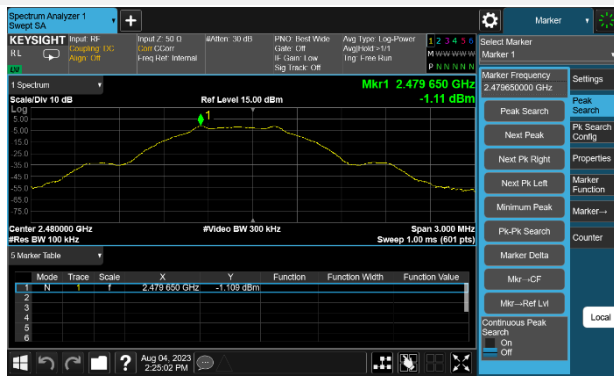 Spectrum Analyzer 1
Swept SA
+
Marker
KEYSIGHT
RL
Input: RF
Coupling: DC
Align: Off
Input Z: 50 Ω
Corr CCorr
Freq Ref: Internal
#Atten: 30 dB
PNO: Best Wide
Gate: Off
IF Gain: Low
Sig Track: Off
Avg Type: Log-Power
Avg|Hold:>1/1
Trig: Free Run
1 2 3 4 5 6
M W W W W W
P N N N N N
Select Marker
Marker 1
1 Spectrum
Mkr1 2.479 650 GHz
-1.11 dBm
Scale/Div 10 dB
Ref Level 15.00 dBm
Log
1
5.00
-5.00
-15.0
-25.0
-35.0
-45.0
-55.0
-65.0
-75.0
Center 2.480000 GHz
#Video BW 300 kHz
Span 3.000 MHz
#Res BW 100 kHz
Sweep 1.00 ms (601 pts)
5 Marker Table
Mode Trace Scale X Y Function Function Width Function Value
1 N 1 f 2.479 650 GHz -1.109 dBm
2
3
4
5
6
Marker Frequency
2.479650000 GHz
Peak Search
Next Peak
Next Pk Right
Next Pk Left
Minimum Peak
Pk-Pk Search
Marker Delta
Mkr→CF
Mkr→Ref Lvl
Continuous Peak
Search
On
Off
Settings
Peak
Search
Pk Search
Config
Properties
Marker
Function
Marker→
Counter
Local
?
Aug 04, 2023
2:25:02 PM